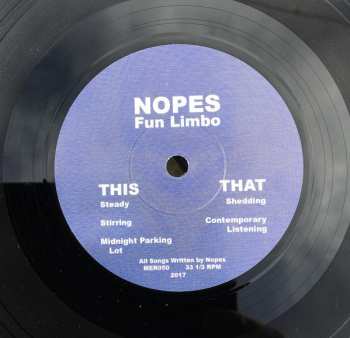 NOPES
Fun Limbo
THIS
Steady
Stirring
Midnight Parking
Lot
THAT
Shedding
Contemporary
Listening
All Songs Written by Nopes
MER050 33 1/3 RPM
2017